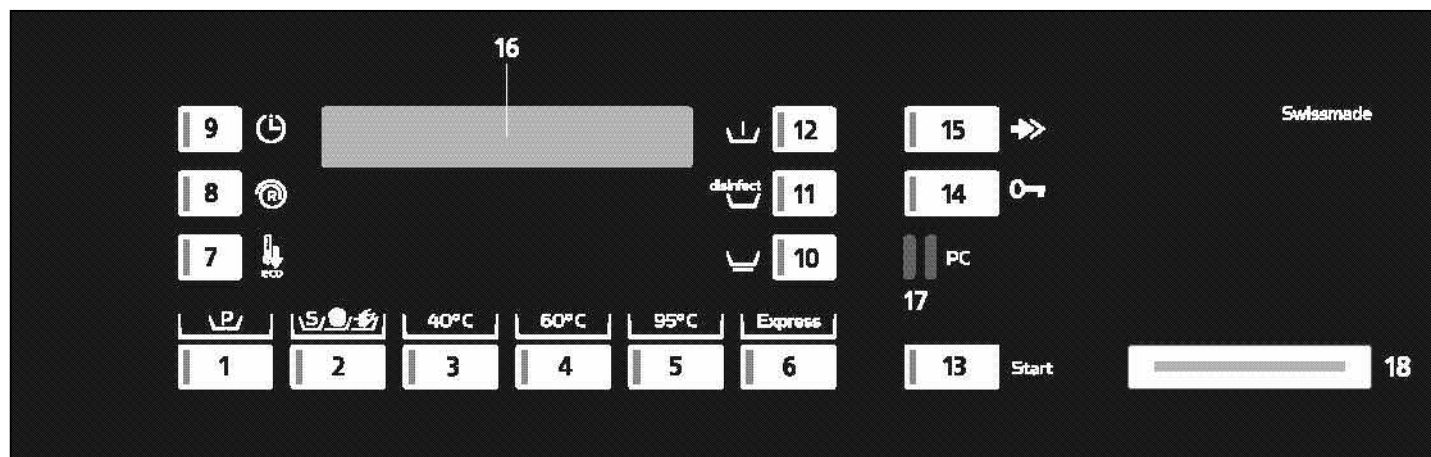 16
9 12 15 Swissmade
8 R disinfect 11 14
7 eco 10 PC
17
P S 40°C 60°C 95°C Express
1 2 3 4 5 6 13 Start 18